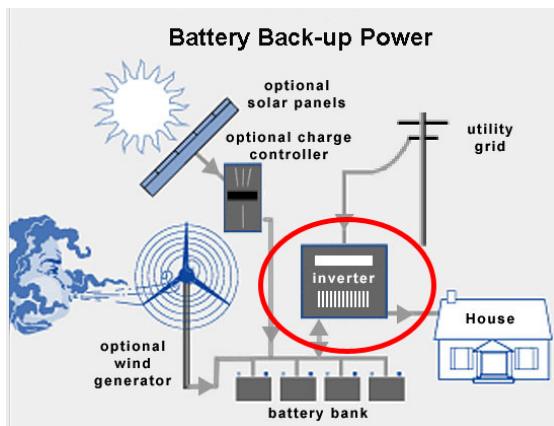 Battery Back-up Power
optional
solar panels
optional charge
controller
utility
grid
inverter
House
optional
wind
generator
battery bank